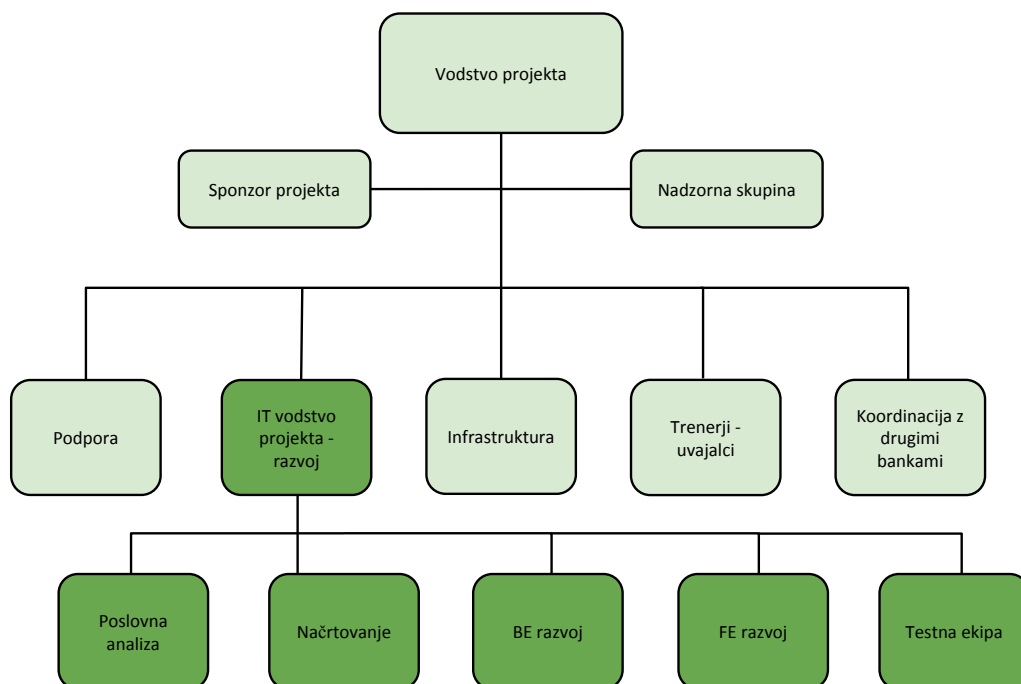 Vodstvo projekta
Sponzor projekta
Nadzorna skupina
Podpora
IT vodstvo
projekta -
razvoj
Infrastruktura
Trenerji -
uvajalci
Koordinacija z
drugimi
bankami
Poslovna
analiza
Načrtovanje
BE razvoj
FE razvoj
Testna ekipa